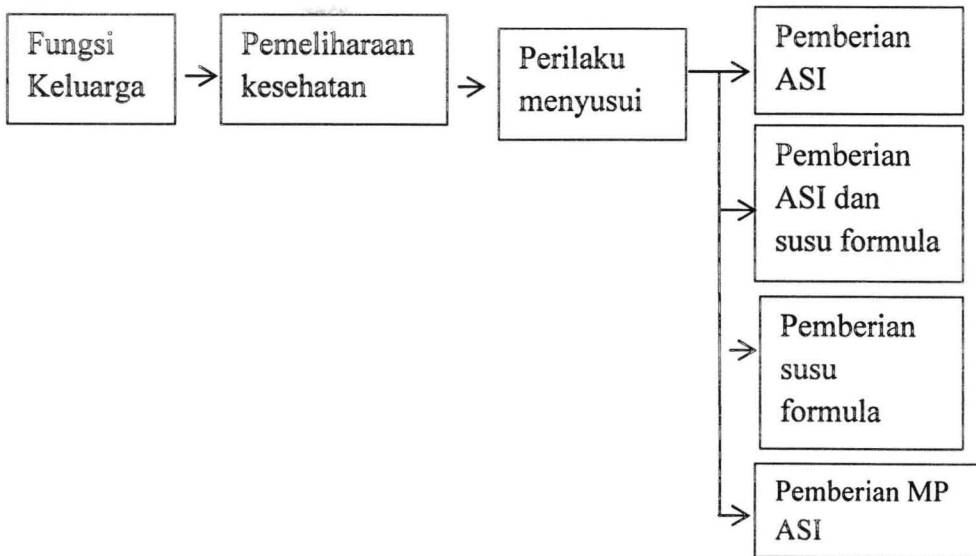 Fungsi
Keluarga
Pemeliharaan
kesehatan
Perilaku
menyusui
Pemberian
ASI
Pemberian
ASI dan
susu formula
Pemberian
susu
formula
Pemberian MP
ASI